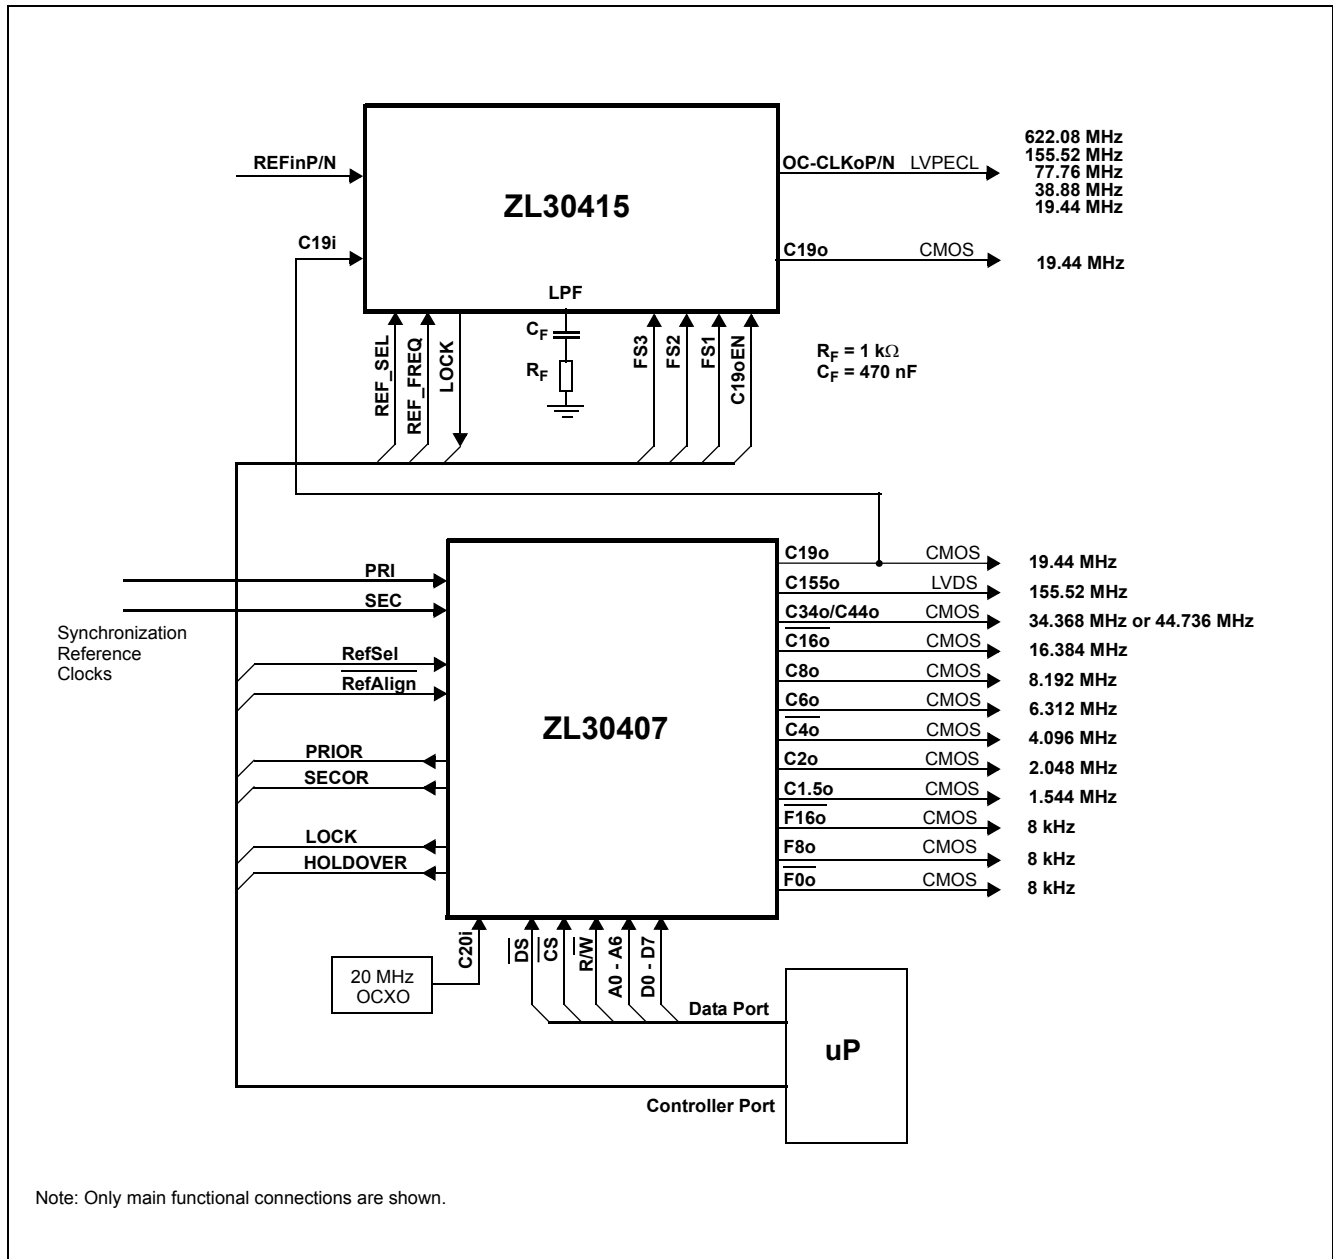 622.08 MHz
155.52 MHz
77.76 MHz
38.88 MHz
19.44 MHz
REFinP/N
OC-CLKoP/N LVPECL
ZL30415
C19i
C19o CMOS
19.44 MHz
LPF
REF_SEL
REF_FREQ
LOCK
CF
RF
FS3
FS2
FS1
C19oEN
RF = 1 kΩ
CF = 470 nF
Synchronization
Reference
Clocks
PRI
SEC
RefSel
RefAlign
PRIOR
SECOR
LOCK
HOLDOVER
ZL30407
C19o CMOS 19.44 MHz
C155o LVDS 155.52 MHz
C34o/C44o CMOS 34.368 MHz or 44.736 MHz
C16o CMOS 16.384 MHz
C8o CMOS 8.192 MHz
C6o CMOS 6.312 MHz
C4o CMOS 4.096 MHz
C2o CMOS 2.048 MHz
C1.5o CMOS 1.544 MHz
F16o CMOS 8 kHz
F8o CMOS 8 kHz
F0o CMOS 8 kHz
20 MHz
OCXO
C20i
DS
CS
R/W
A0 - A6
D0 - D7
Data Port
uP
Controller Port
Note: Only main functional connections are shown.